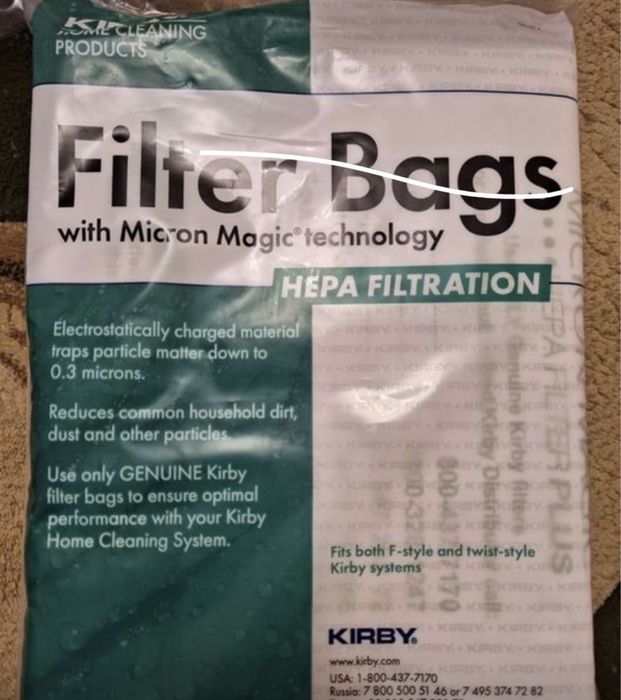 HOME CLEANING
PRODUCTS
Filter Bags
with Micron Magic® technology
HEPA FILTRATION
Electrostatically charged material
traps particle matter down to
0.3 microns.
Reduces common household dirt,
dust and other particles.
Use only GENUINE Kirby
filter bags to ensure optimal
performance with your Kirby
Home Cleaning System.
Fits both F-style and twist-style
Kirby systems
KIRBY®
www.kirby.com
USA: 1-800-437-7170
Russia: 7 800 500 51 46 or 7 495 374 72 82